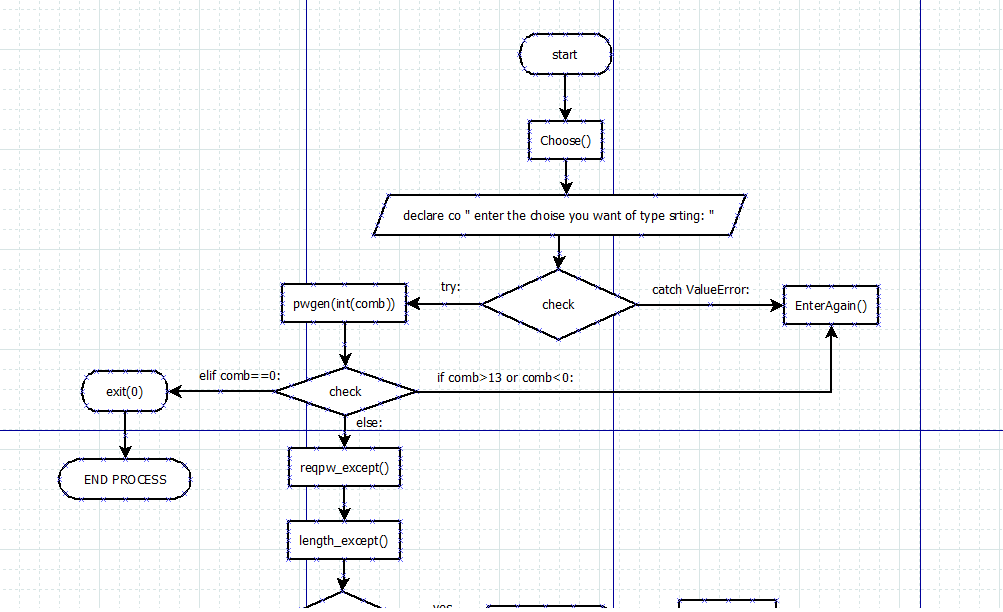 start
Choose()
declare co " enter the choise you want of type srting: "
try:
catch ValueError:
pwgen(int(comb))
check
EnterAgain()
elif comb==0:
if comb>13 or comb<0:
exit(0)
check
else:
reqpw_except()
END PROCESS
length_except()
yes